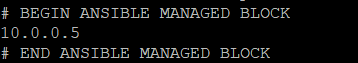 # BEGIN ANSIBLE MANAGED BLOCK
10.0.0.5
# END ANSIBLE MANAGED BLOCK